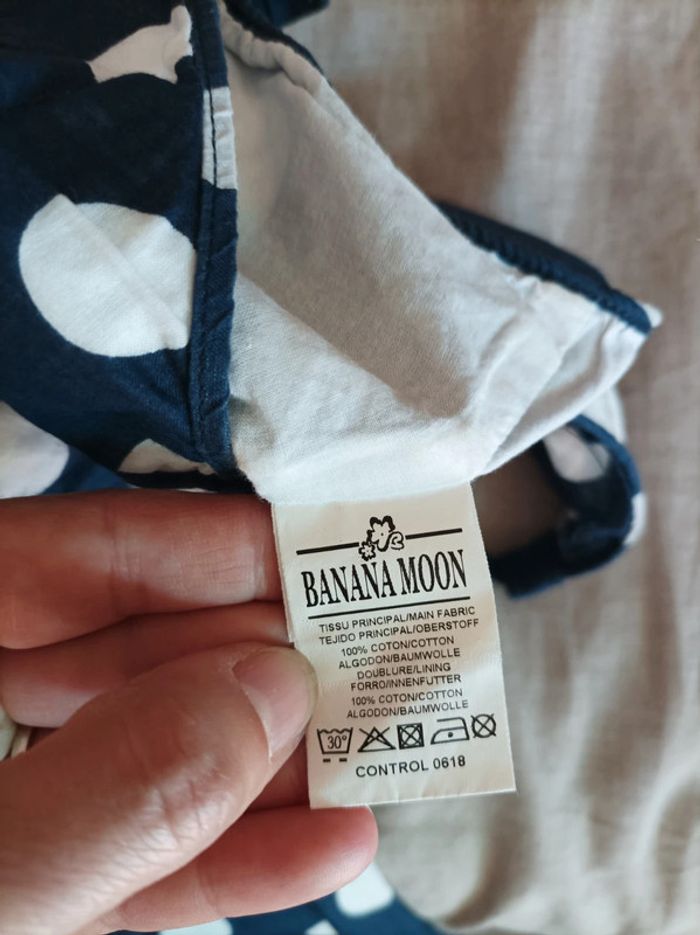 BANANA MOON
TISSU PRINCIPAL/MAIN FABRIC
TEJIDO PRINCIPAL/OBERSTOFF
100% COTON/COTTON
ALGODON/BAUMWOLLE
DOUBLURE/LINING
FORRO/INNENFUTTER
100% COTON/COTTON
ALGODON/BAUMWOLLE
30°
CONTROL 0618